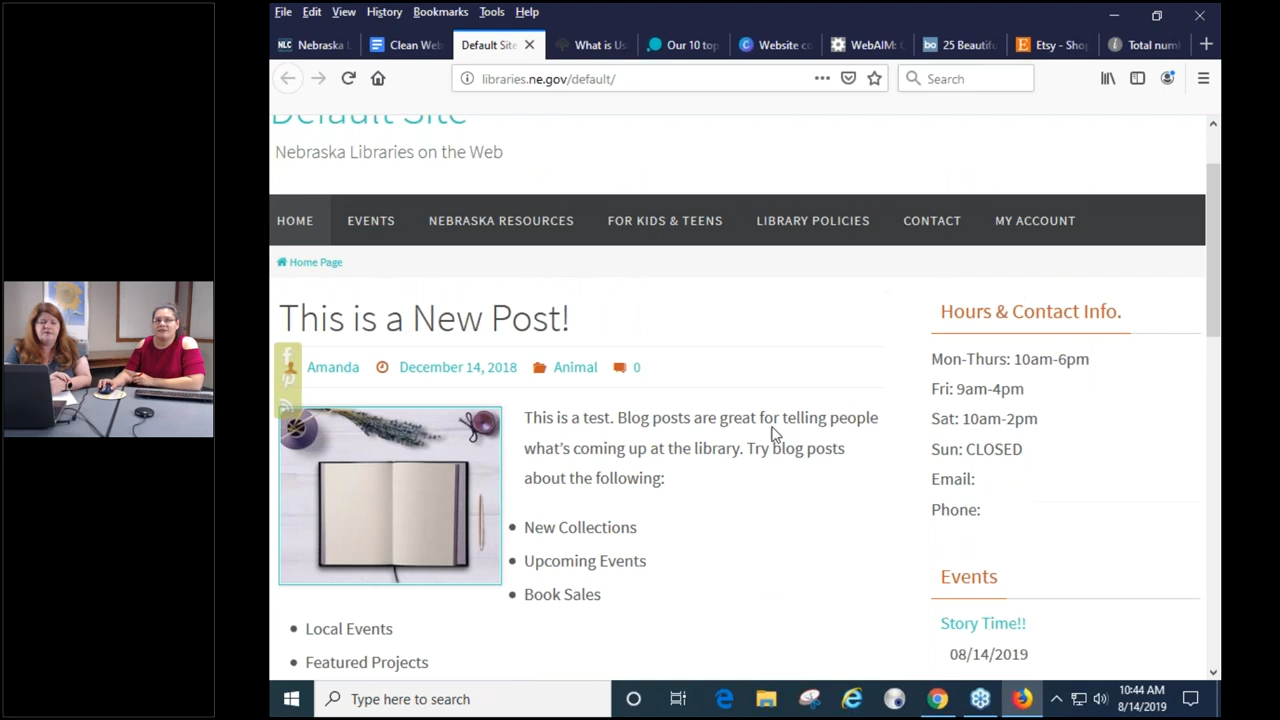 File Edit View History Bookmarks Tools Help
NLC Nebraska L Clean Web Default Site What is Us Our 10 top Website co WebAIM: 25 Beautifu Etsy - Sho Total num
libraries.ne.gov/default/
Search
Default Site
Nebraska Libraries on the Web
HOME EVENTS NEBRASKA RESOURCES FOR KIDS & TEENS LIBRARY POLICIES CONTACT MY ACCOUNT
Home Page
This is a New Post!
Amanda December 14, 2018 Animal 0
This is a test. Blog posts are great for telling people
what's coming up at the library. Try blog posts
about the following:
• New Collections
• Upcoming Events
• Book Sales
• Local Events
• Featured Projects
Hours & Contact Info.
Mon-Thurs: 10am-6pm
Fri: 9am-4pm
Sat: 10am-2pm
Sun: CLOSED
Email:
Phone:
Events
Story Time!!
08/14/2019
Type here to search
10:44 AM
8/14/2019